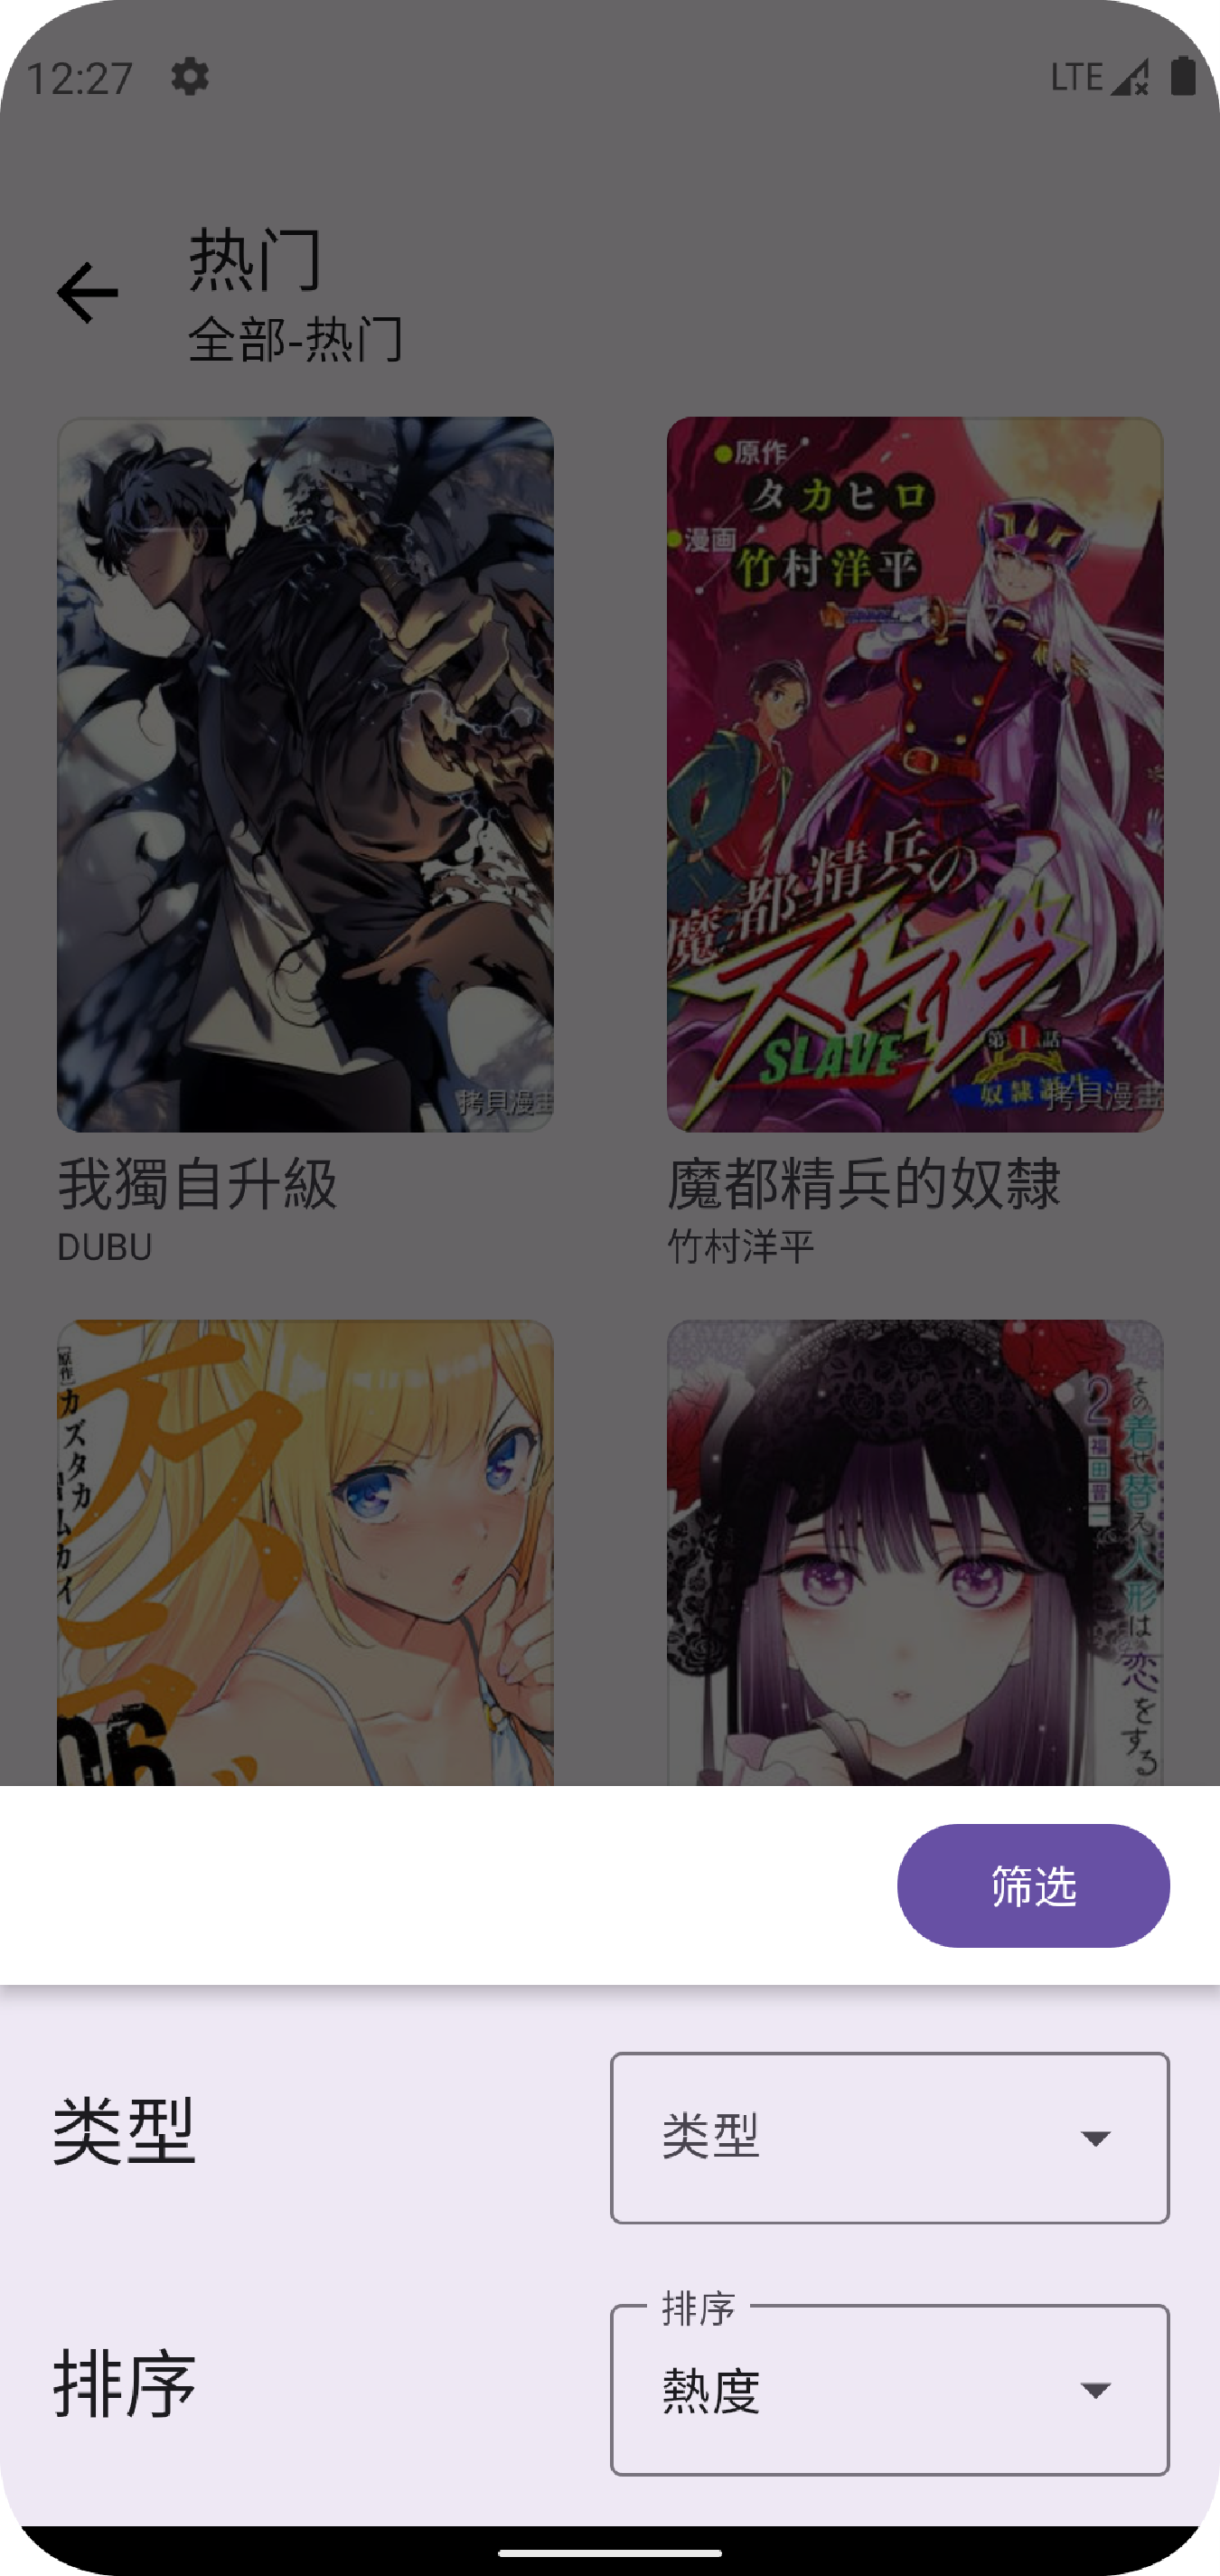 12:27
LTE
热门
全部-热门
原作
タカヒロ
漫画
竹村洋平
魔都精兵の
スレイブ
SLAVE
第1話
奴隷誕生
拷貝漫畫
拷貝漫畫
我獨自升級
DUBU
魔都精兵的奴隸
竹村洋平
原作
カズタカ
ムカイ
06
2
福田晋一
その着せ替え人形は恋をする
筛选
类型
类型
排序
排序
熱度